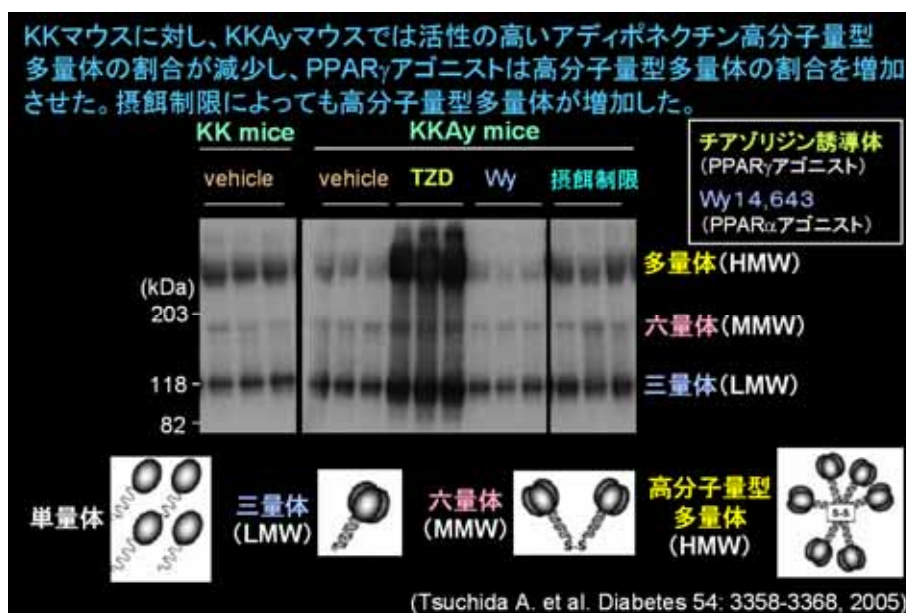 KKマウスに対し、KKAyマウスでは活性の高いアディポネクチン高分子量型
多量体の割合が減少し、PPARγアゴニストは高分子量型多量体の割合を増加
させた。摂餌制限によっても高分子量型多量体が増加した。
KK mice
KKAy mice
vehicle
vehicle
TZD
Wy
摂餌制限
チアゾリジン誘導体
(PPARγアゴニスト)
Wy14,643
(PPARαアゴニスト)
(kDa)
203
118
82
多量体(HMW)
六量体(MMW)
三量体(LMW)
単量体
三量体
(LMW)
六量体
(MMW)
S-S
高分子量型
多量体
(HMW)
S-S
(Tsuchida A. et al. Diabetes 54: 3358-3368, 2005)